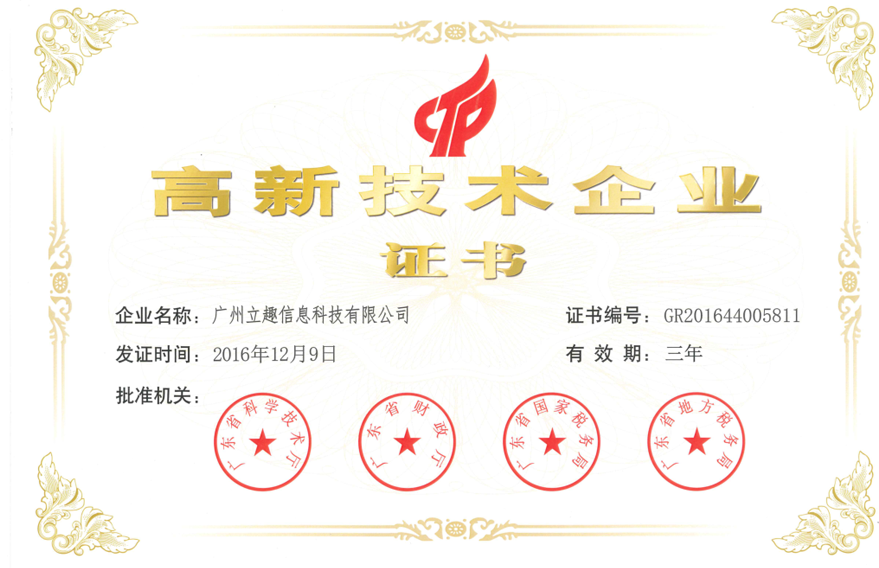 高新技术企业
证书
企业名称：广州立趣信息科技有限公司
证书编号：GR201644005811
发证时间：2016年12月9日
有效期：三年
批准机关：
广东省科学技术厅
广东省财政厅
广东省国家税务局
广东省地方税务局